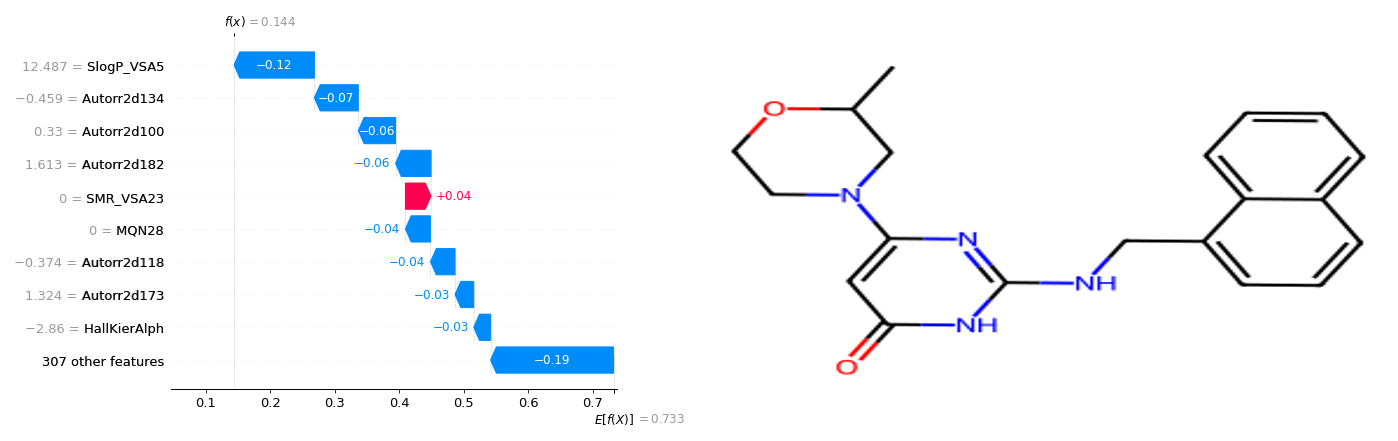 f(x) = 0.144
12.487 = SlogP_VSA5
−0.12
−0.459 = Autorr2d134
−0.07
0.33 = Autorr2d100
−0.06
1.613 = Autorr2d182
−0.06
0 = SMR_VSA23
+0.04
0 = MQN28
−0.04
−0.374 = Autorr2d118
−0.04
1.324 = Autorr2d173
−0.03
−2.86 = HallKierAlph
−0.03
307 other features
−0.19
0.1 0.2 0.3 0.4 0.5 0.6 0.7
E[f(X)] = 0.733
O
N
N
NH
NH
O